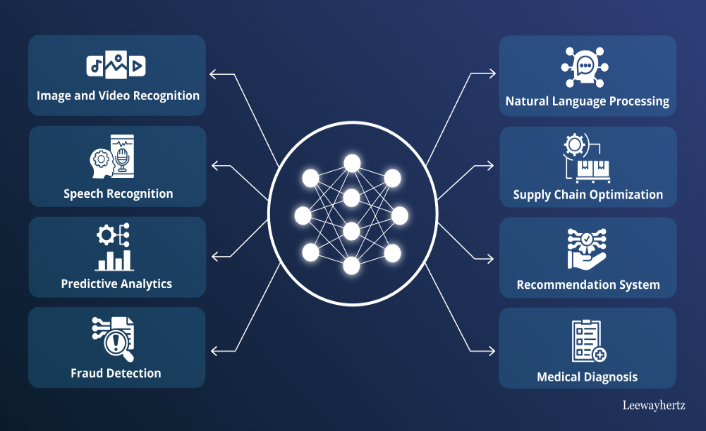 Image and Video Recognition
Speech Recognition
Predictive Analytics
Fraud Detection
Natural Language Processing
Supply Chain Optimization
Recommendation System
Medical Diagnosis
Leewayhertz